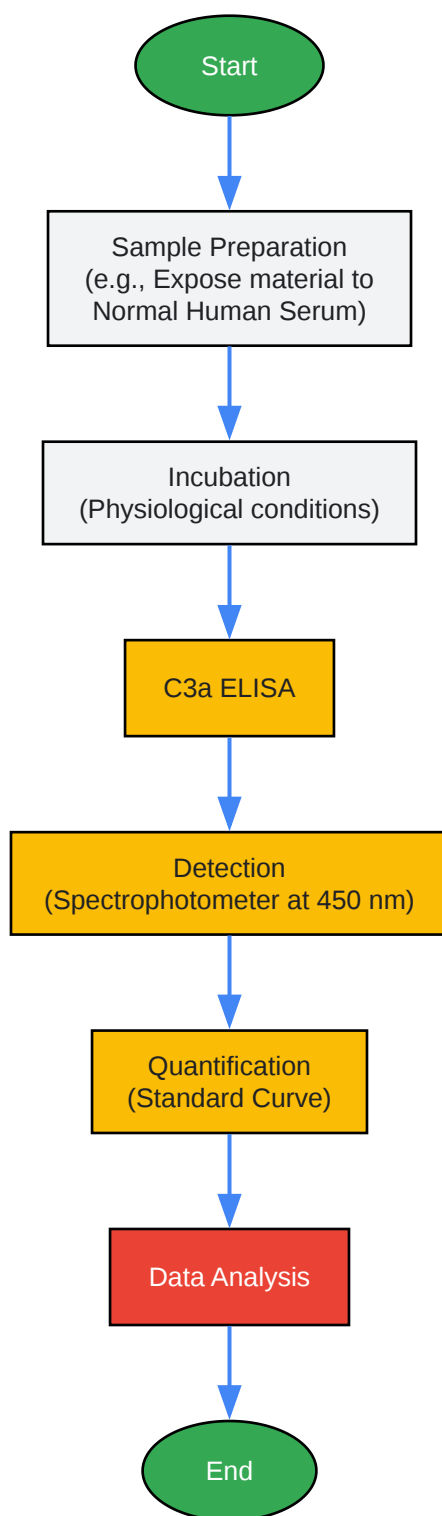 Start
Sample Preparation
(e.g., Expose material to
Normal Human Serum)
Incubation
(Physiological conditions)
C3a ELISA
Detection
(Spectrophotometer at 450 nm)
Quantification
(Standard Curve)
Data Analysis
End